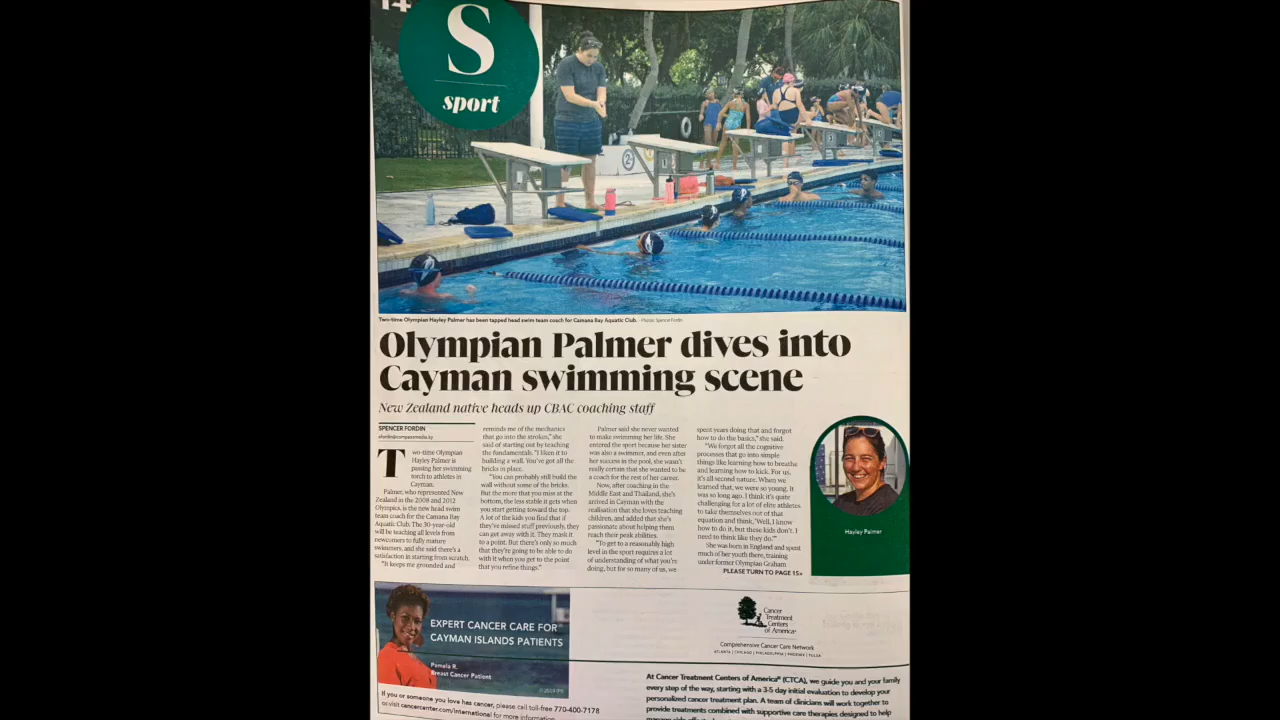 14
S
sport
2
Two-time Olympian Hayley Palmer has been tapped head swim team coach for Camana Bay Aquatic Club. - Photo: Spencer Fordin
Olympian Palmer dives into
Cayman swimming scene
New Zealand native heads up CBAC coaching staff
SPENCER FORDIN
sfordin@compassmedia.ky
Two-time Olympian
Hayley Palmer is
passing her swimming
torch to athletes in
Cayman.
Palmer, who represented New
Zealand in the 2008 and 2012
Olympics, is the new head swim
team coach for the Camana Bay
Aquatic Club. The 30-year-old
will be teaching all levels from
newcomers to fully mature
swimmers, and she said there's a
satisfaction in starting from scratch.
"It keeps me grounded and
reminds me of the mechanics
that go into the strokes," she
said of starting out by teaching
the fundamentals. "I liken it to
building a wall. You've got all the
bricks in place.
"You can probably still build the
wall without some of the bricks.
But the more that you miss at the
bottom, the less stable it gets when
you start getting toward the top.
A lot of the kids you find that if
they've missed stuff previously, they
can get away with it. They mask it
to a point. But there's only so much
that they're going to be able to do
with it when you get to the point
that you refine things."
Palmer said she never wanted
to make swimming her life. She
entered the sport because her sister
was also a swimmer, and even after
her success in the pool, she wasn't
really certain that she wanted to be
a coach for the rest of her career.
Now, after coaching in the
Middle East and Thailand, she's
arrived in Cayman with the
realisation that she loves teaching
children, and added that she's
passionate about helping them
reach their peak abilities.
"To get to a reasonably high
level in the sport requires a lot
of understanding of what you're
doing, but for so many of us, we
spent years doing that and forgot
how to do the basics," she said.
"We forgot all the cognitive
processes that go into simple
things like learning how to breathe
and learning how to kick. For us,
it's all second nature. When we
learned that, we were so young, it
was so long ago. I think it's quite
challenging for a lot of elite athletes
to take themselves out of that
equation and think, 'Well, I know
how to do it, but these kids don't. I
need to think like they do.'"
She was born in England and spent
much of her youth there, training
under former Olympian Graham
PLEASE TURN TO PAGE 15»
Hayley Palmer
EXPERT CANCER CARE FOR
CAYMAN ISLANDS PATIENTS
Pamela R.
Breast Cancer Patient
If you or someone you love has cancer, please call toll-free 770-400-7178
or visit cancercenter.com/international for more information.
Cancer
Treatment
Centers
of America®
Comprehensive Cancer Care Network
ATLANTA | CHICAGO | PHILADELPHIA | PHOENIX | TULSA
At Cancer Treatment Centers of America® (CTCA), we guide you and your family
every step of the way, starting with a 3-5 day initial evaluation to develop your
personalized cancer treatment plan. A team of clinicians will work together to
provide treatments combined with supportive care therapies designed to help